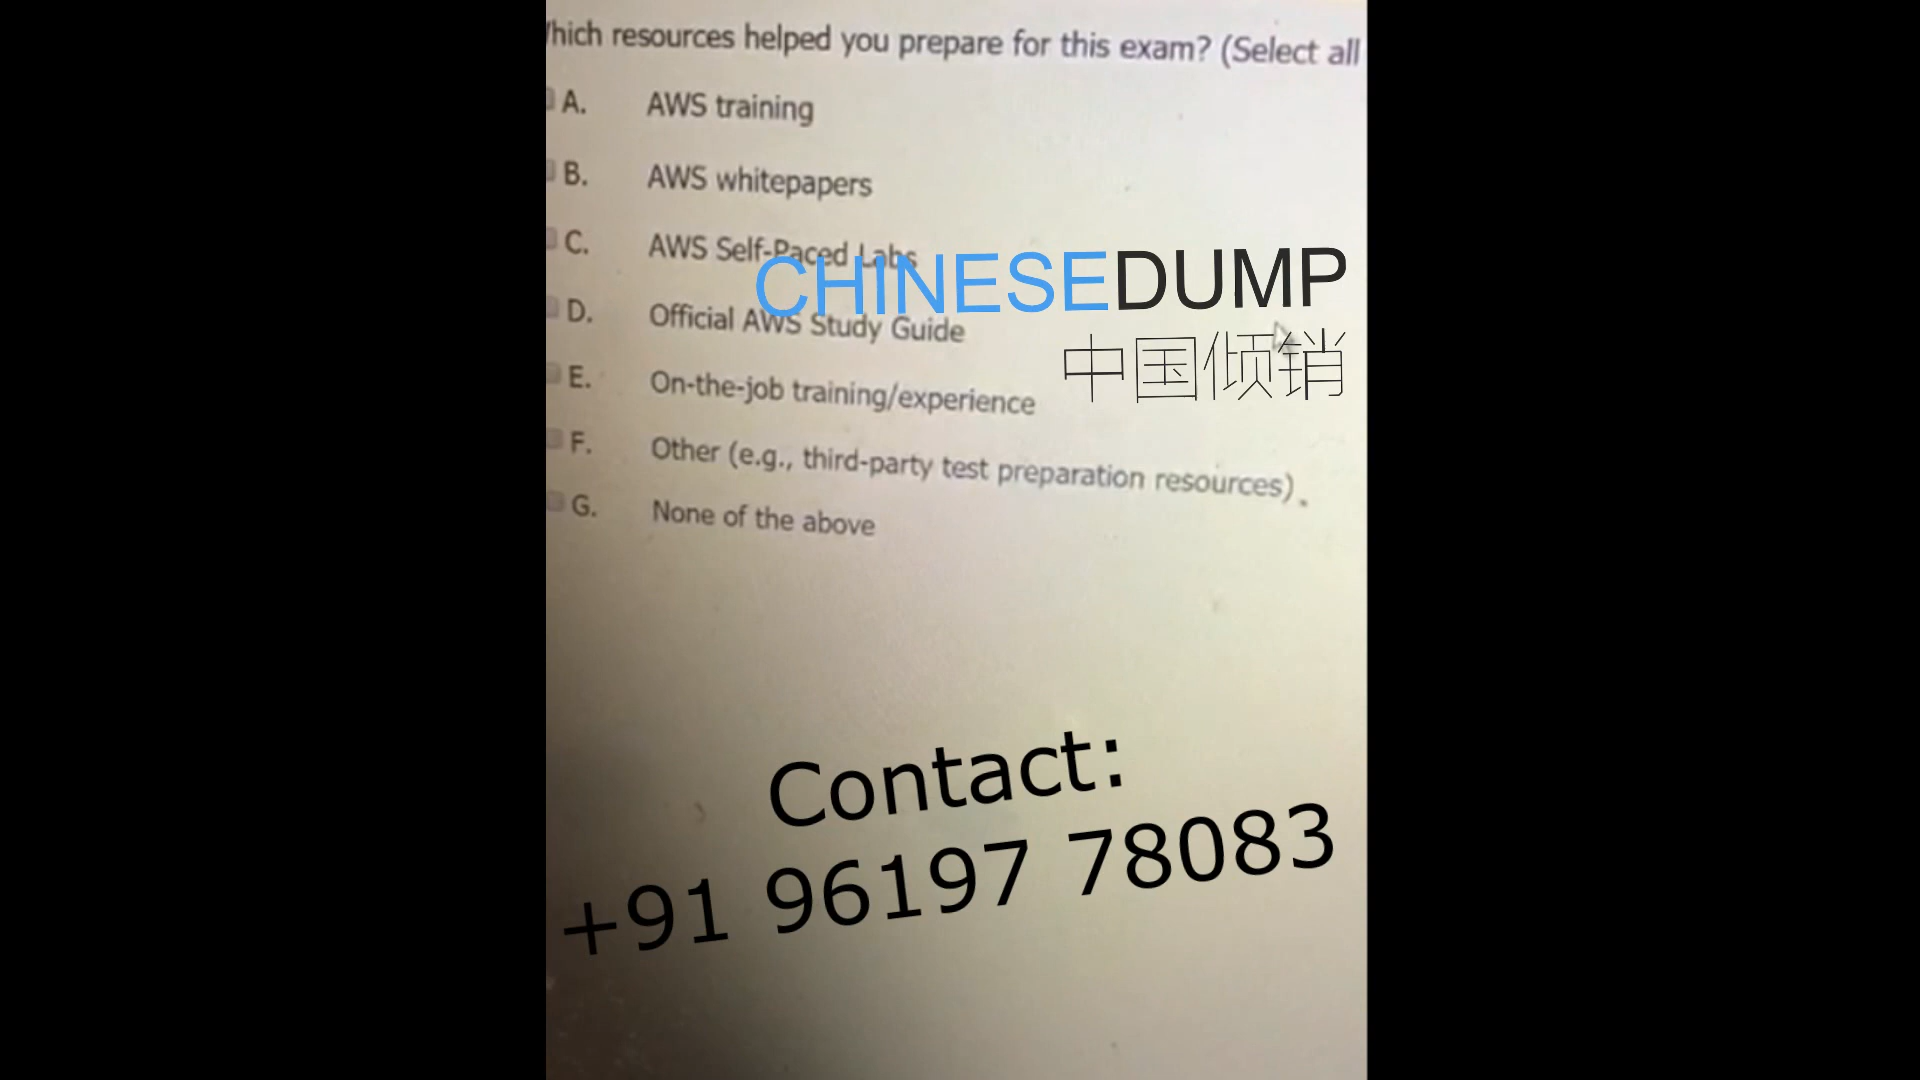 hich resources helped you prepare for this exam? (Select all
A. AWS training
B. AWS whitepapers
C. AWS Self-Paced Labs
CHINESEDUMP
D. Official AWS Study Guide
中国倾销
E. On-the-job training/experience
F. Other (e.g., third-party test preparation resources).
G. None of the above
Contact:
+91 96197 78083